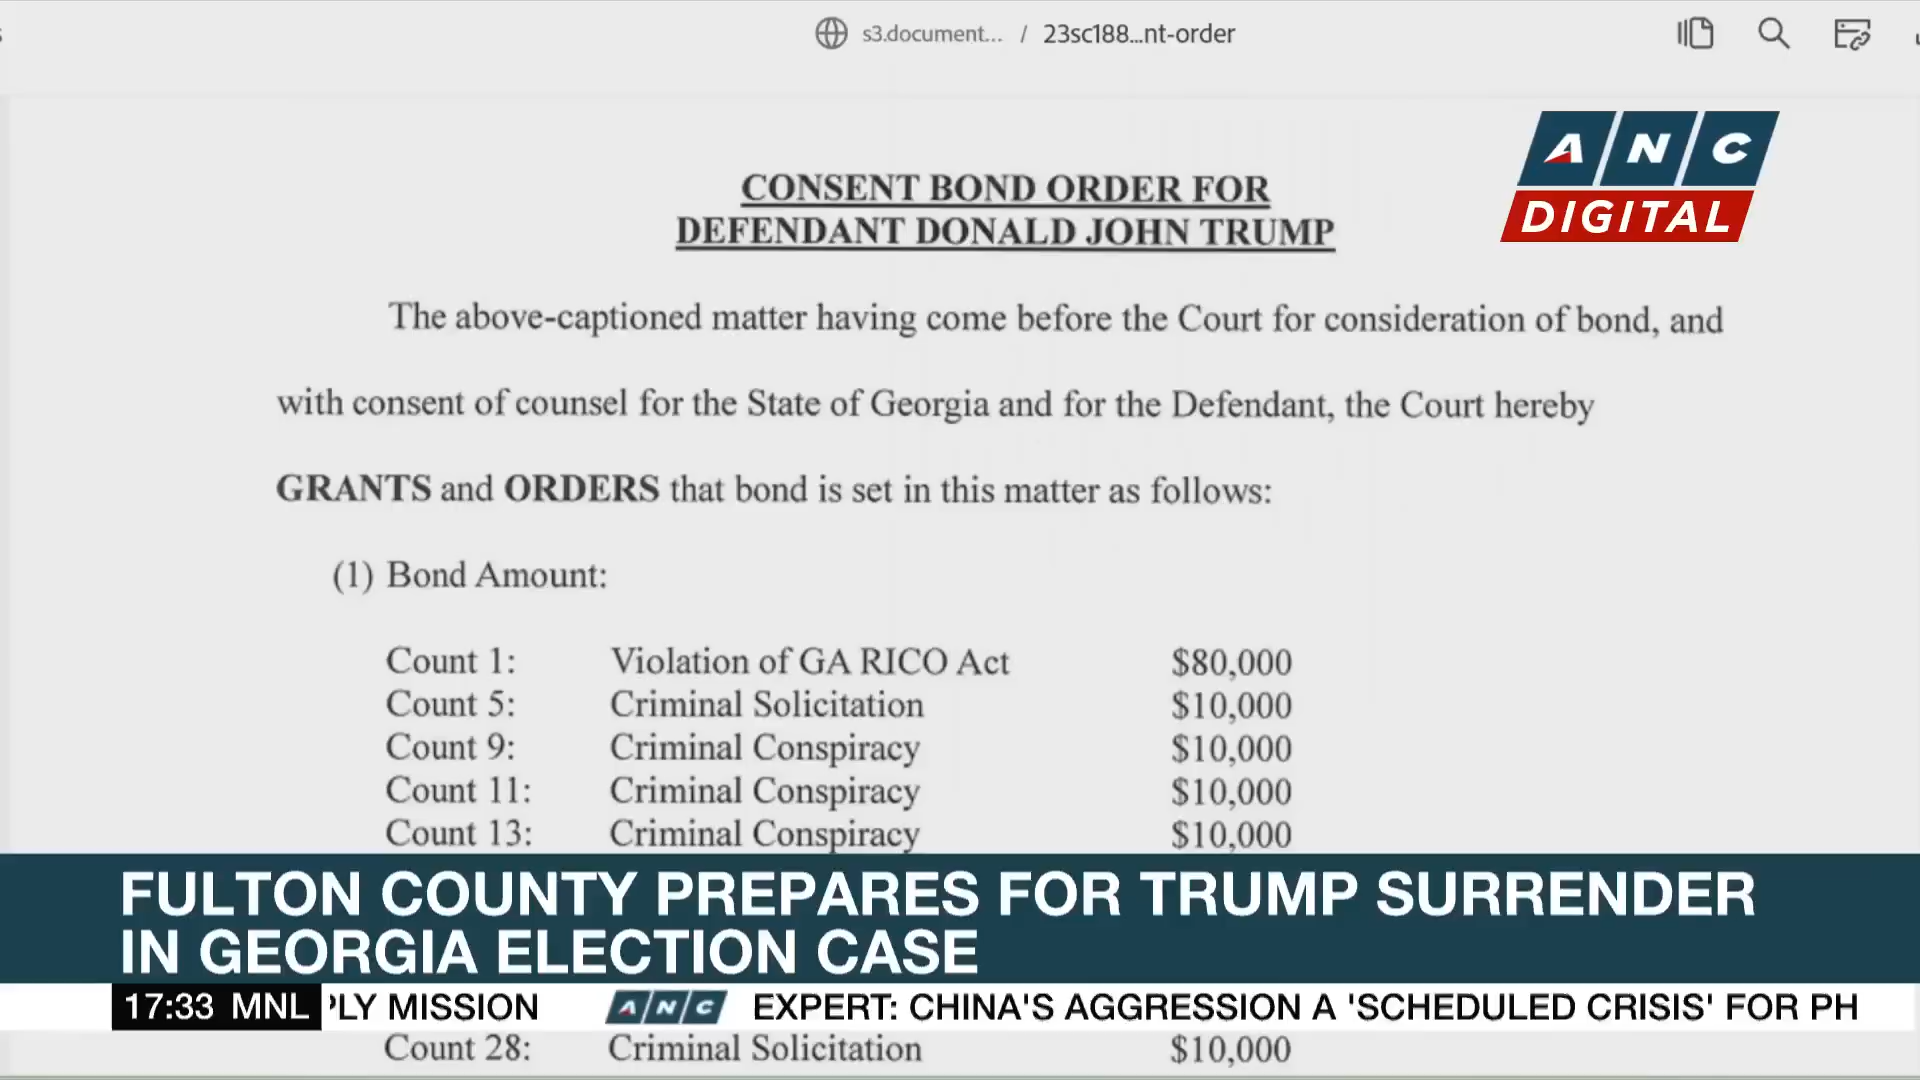 s3.document... / 23sc188...nt-order
ANC
DIGITAL
CONSENT BOND ORDER FOR
DEFENDANT DONALD JOHN TRUMP
The above-captioned matter having come before the Court for consideration of bond, and
with consent of counsel for the State of Georgia and for the Defendant, the Court hereby
GRANTS and ORDERS that bond is set in this matter as follows:
(1) Bond Amount:
Count 1: Violation of GA RICO Act $80,000
Count 5: Criminal Solicitation $10,000
Count 9: Criminal Conspiracy $10,000
Count 11: Criminal Conspiracy $10,000
Count 13: Criminal Conspiracy $10,000
FULTON COUNTY PREPARES FOR TRUMP SURRENDER
IN GEORGIA ELECTION CASE
17:33 MNL PLY MISSION ANC EXPERT: CHINA'S AGGRESSION A 'SCHEDULED CRISIS' FOR PH
Count 28: Criminal Solicitation $10,000